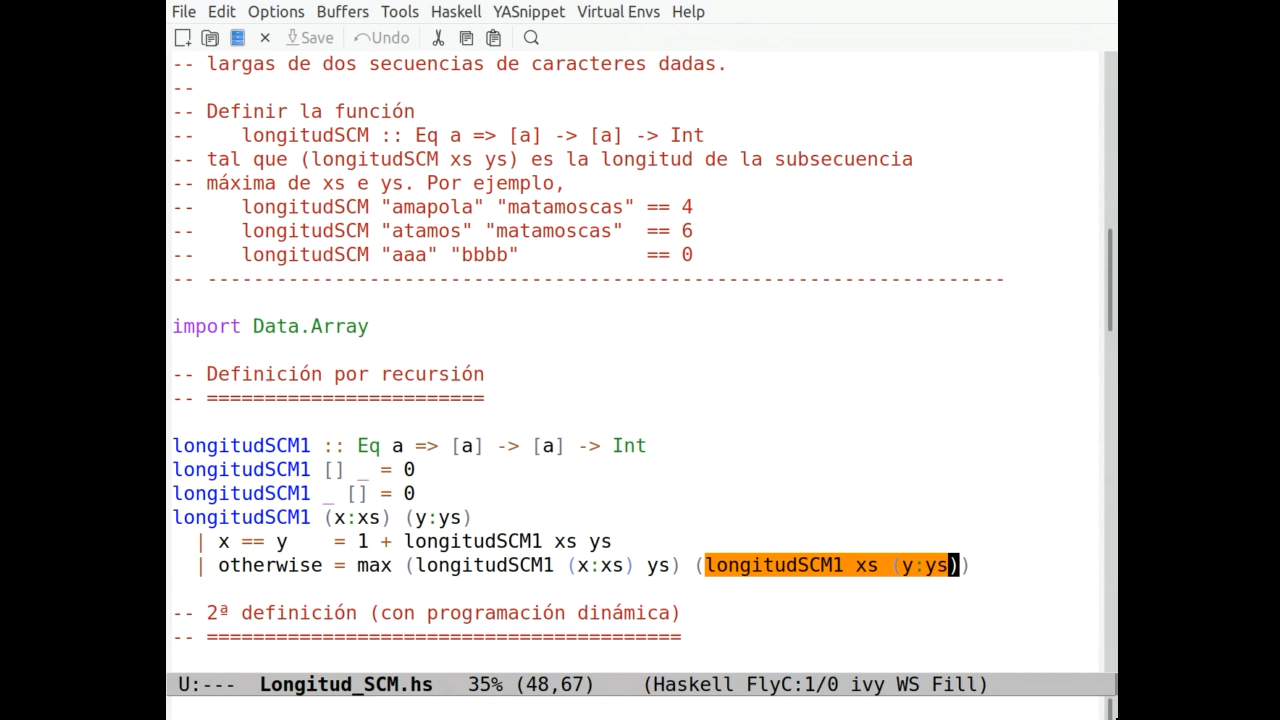 File Edit Options Buffers Tools Haskell YASnippet Virtual Envs Help
Save Undo
-- largas de dos secuencias de caracteres dadas.
--
-- Definir la función
--    longitudSCM :: Eq a => [a] -> [a] -> Int
-- tal que (longitudSCM xs ys) es la longitud de la subsecuencia
-- máxima de xs e ys. Por ejemplo,
--    longitudSCM "amapola" "matamoscas" == 4
--    longitudSCM "atamos" "matamoscas"  == 6
--    longitudSCM "aaa" "bbbb"           == 0
-- ---------------------------------------------------------------------
import Data.Array
-- Definición por recursión
-- ========================
longitudSCM1 :: Eq a => [a] -> [a] -> Int
longitudSCM1 [] _ = 0
longitudSCM1 _ [] = 0
longitudSCM1 (x:xs) (y:ys)
  | x == y    = 1 + longitudSCM1 xs ys
  | otherwise = max (longitudSCM1 (x:xs) ys) (longitudSCM1 xs (y:ys))
-- 2ª definición (con programación dinámica)
-- =========================================
U:---  Longitud_SCM.hs   35% (48,67)    (Haskell FlyC:1/0 ivy WS Fill)